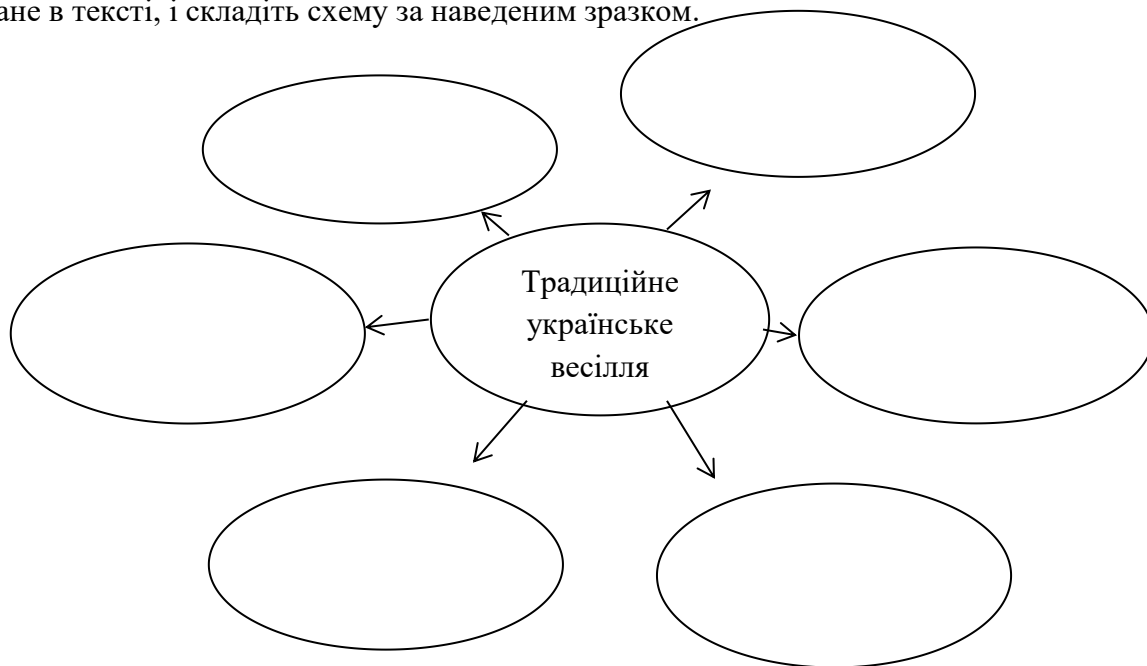 ане в тексті, і складіть схему за наведеним зразком.
Традиційне
українське
весілля